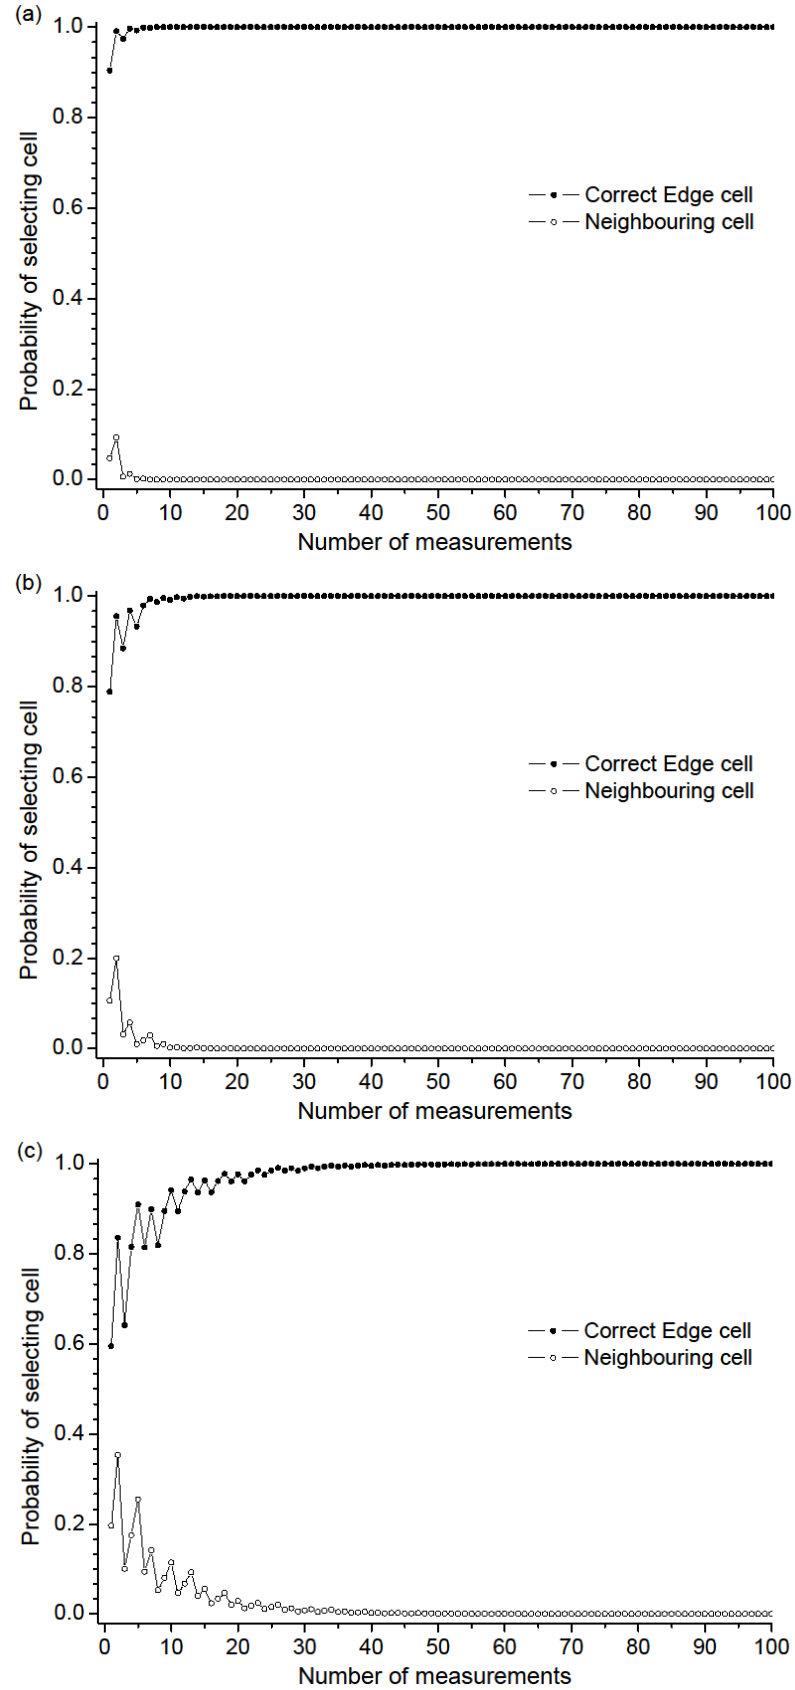 (a)
1.0
0.8
0.6
0.4
0.2
0.0
Probability of selecting cell
Correct Edge cell
Neighbouring cell
0 10 20 30 40 50 60 70 80 90 100
Number of measurements
(b)
1.0
0.8
0.6
0.4
0.2
0.0
Probability of selecting cell
Correct Edge cell
Neighbouring cell
0 10 20 30 40 50 60 70 80 90 100
Number of measurements
(c)
1.0
0.8
0.6
0.4
0.2
0.0
Probability of selecting cell
Correct Edge cell
Neighbouring cell
0 10 20 30 40 50 60 70 80 90 100
Number of measurements